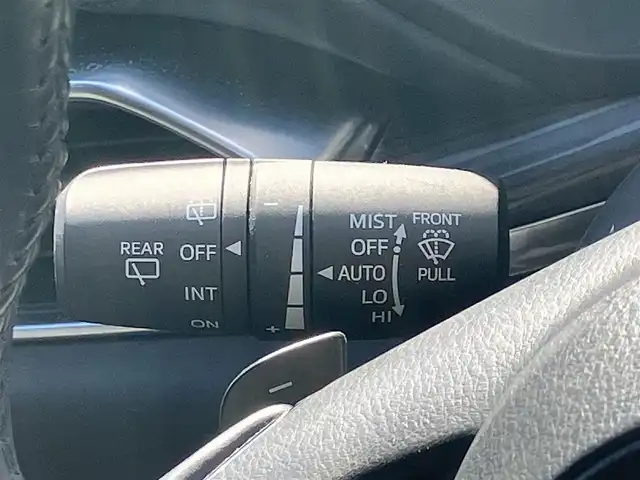 REAR
OFF
INT
ON
−
+
MIST
OFF
AUTO
LO
HI
FRONT
PULL
−